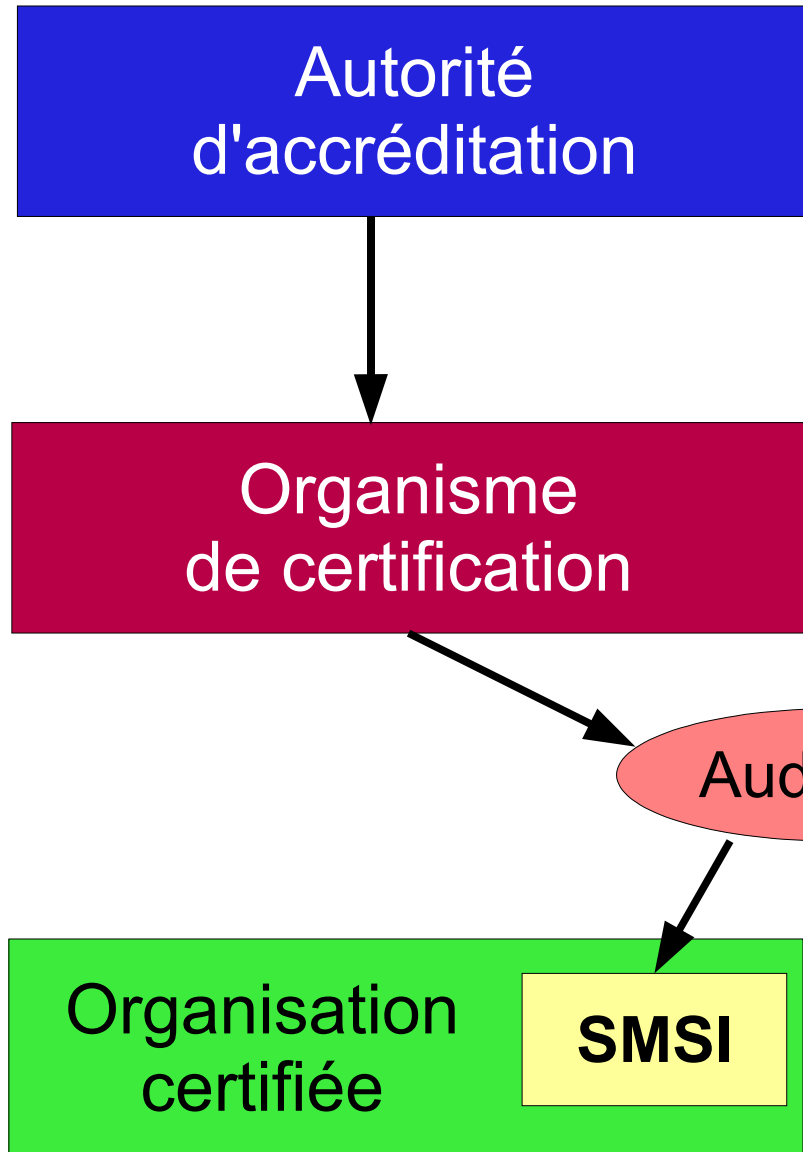 Autorité
d'accréditation
Organisme
de certification
Organisation
certifiée
SMSI